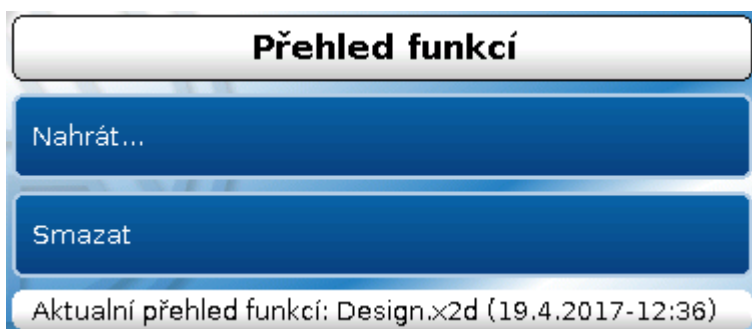 Přehled funkcí
Nahrát...
Smazat
Aktualní přehled funkcí: Design.x2d (19.4.2017-12:36)